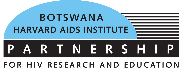 BOTSWANA
HARVARD AIDS INSTITUTE
PARTNERSHIP
FOR HIV RESEARCH AND EDUCATION